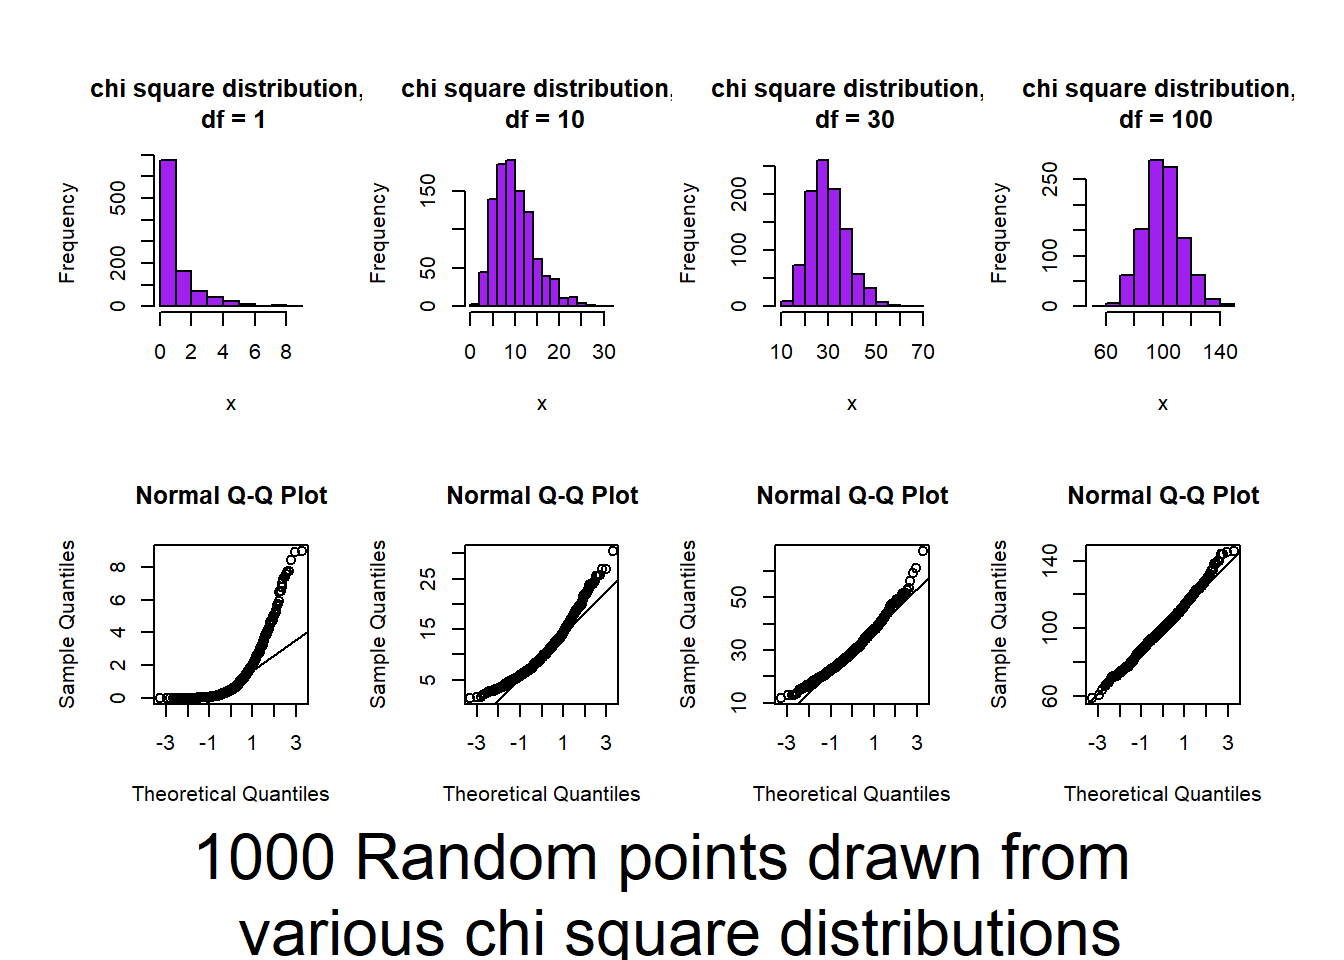 chi square distribution,
df = 1
chi square distribution,
df = 10
chi square distribution,
df = 30
chi square distribution,
df = 100
Frequency
0
200
500
0 2 4 6 8
x
Frequency
0
50
150
0 10 20 30
x
Frequency
0
100
200
10 30 50 70
x
Frequency
0
100
250
60 100 140
x
Normal Q-Q Plot
Sample Quantiles
0
2
4
6
8
-3 -1 1 3
Theoretical Quantiles
Normal Q-Q Plot
Sample Quantiles
5
15
25
-3 -1 1 3
Theoretical Quantiles
Normal Q-Q Plot
Sample Quantiles
10
30
50
-3 -1 1 3
Theoretical Quantiles
Normal Q-Q Plot
Sample Quantiles
60
100
140
-3 -1 1 3
Theoretical Quantiles
1000 Random points drawn from
various chi square distributions